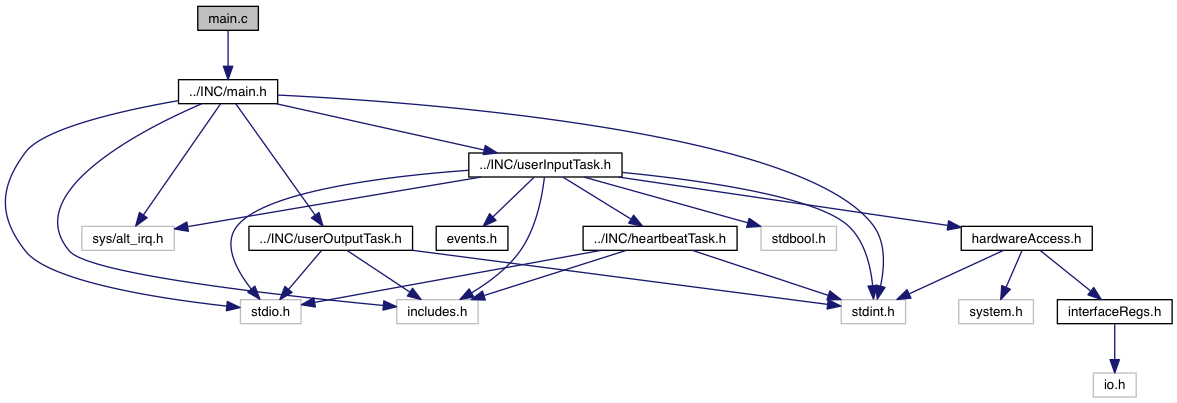 main.c
../INC/main.h
../INC/userInputTask.h
sys/alt_irq.h
../INC/userOutputTask.h
events.h
../INC/heartbeatTask.h
stdbool.h
hardwareAccess.h
stdio.h
includes.h
stdint.h
system.h
interfaceRegs.h
io.h